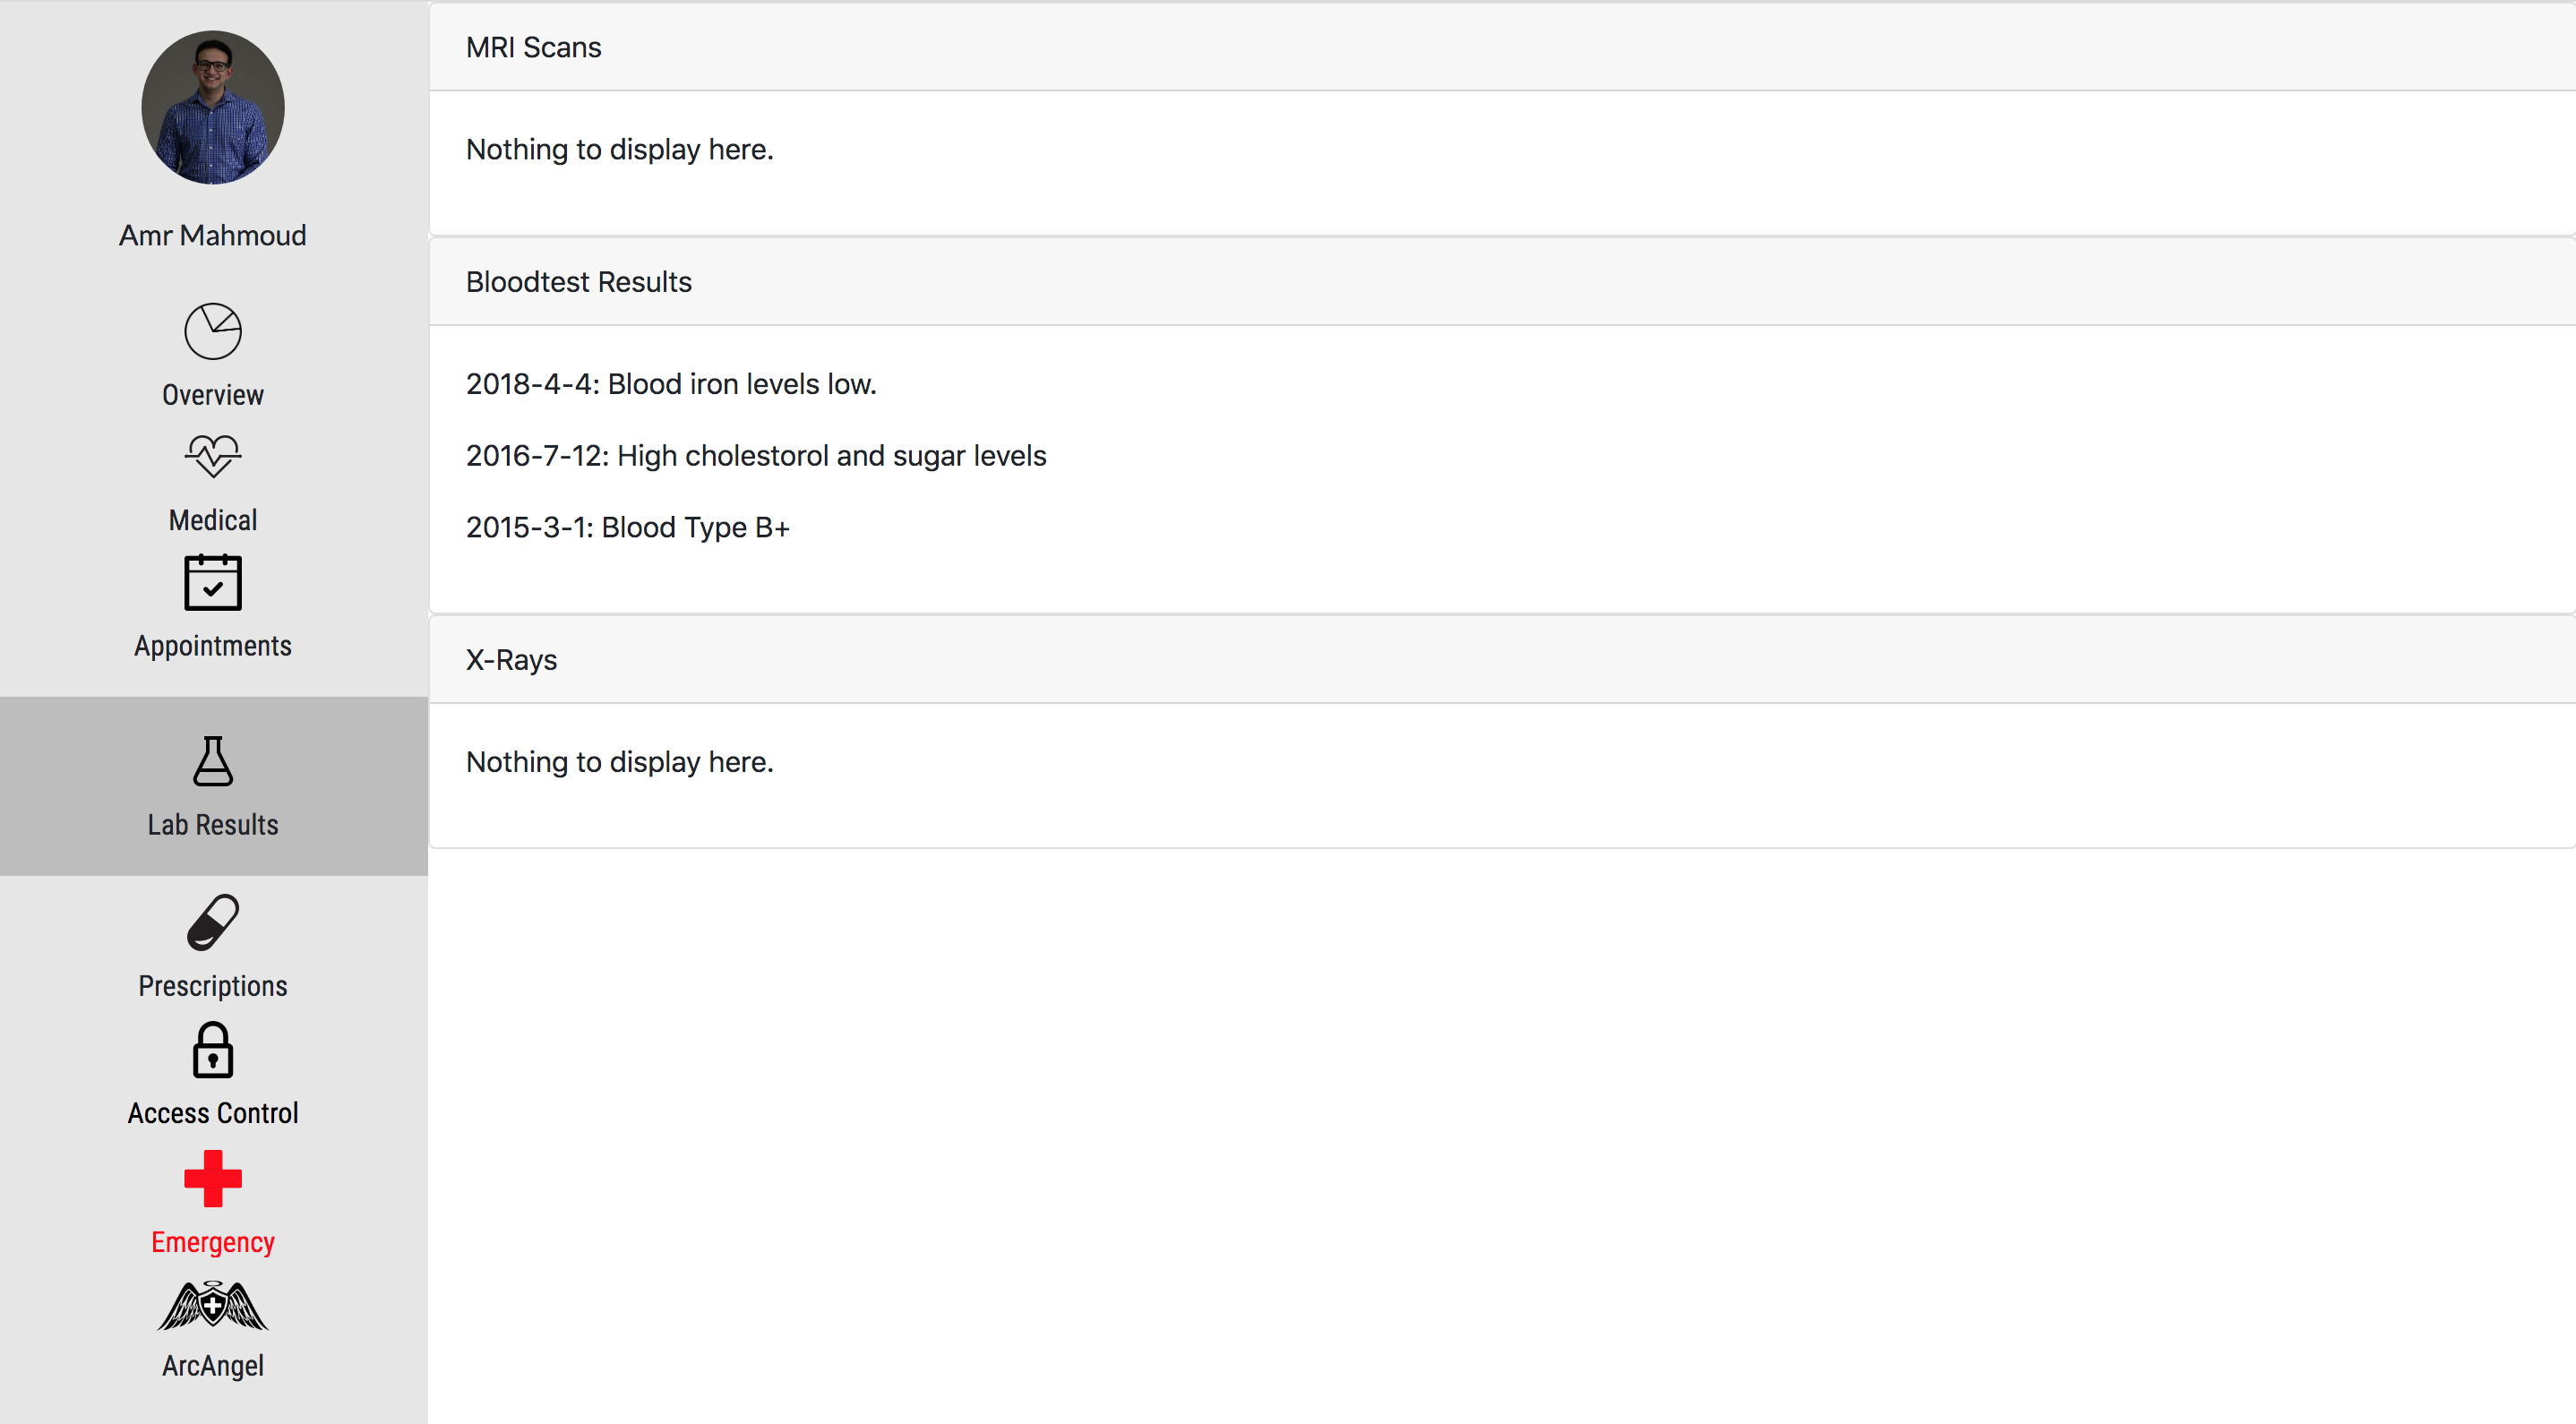 Amr Mahmoud
Overview
Medical
Appointments
Lab Results
Prescriptions
Access Control
Emergency
ArcAngel
MRI Scans
Nothing to display here.
Bloodtest Results
2018-4-4: Blood iron levels low.
2016-7-12: High cholestorol and sugar levels
2015-3-1: Blood Type B+
X-Rays
Nothing to display here.